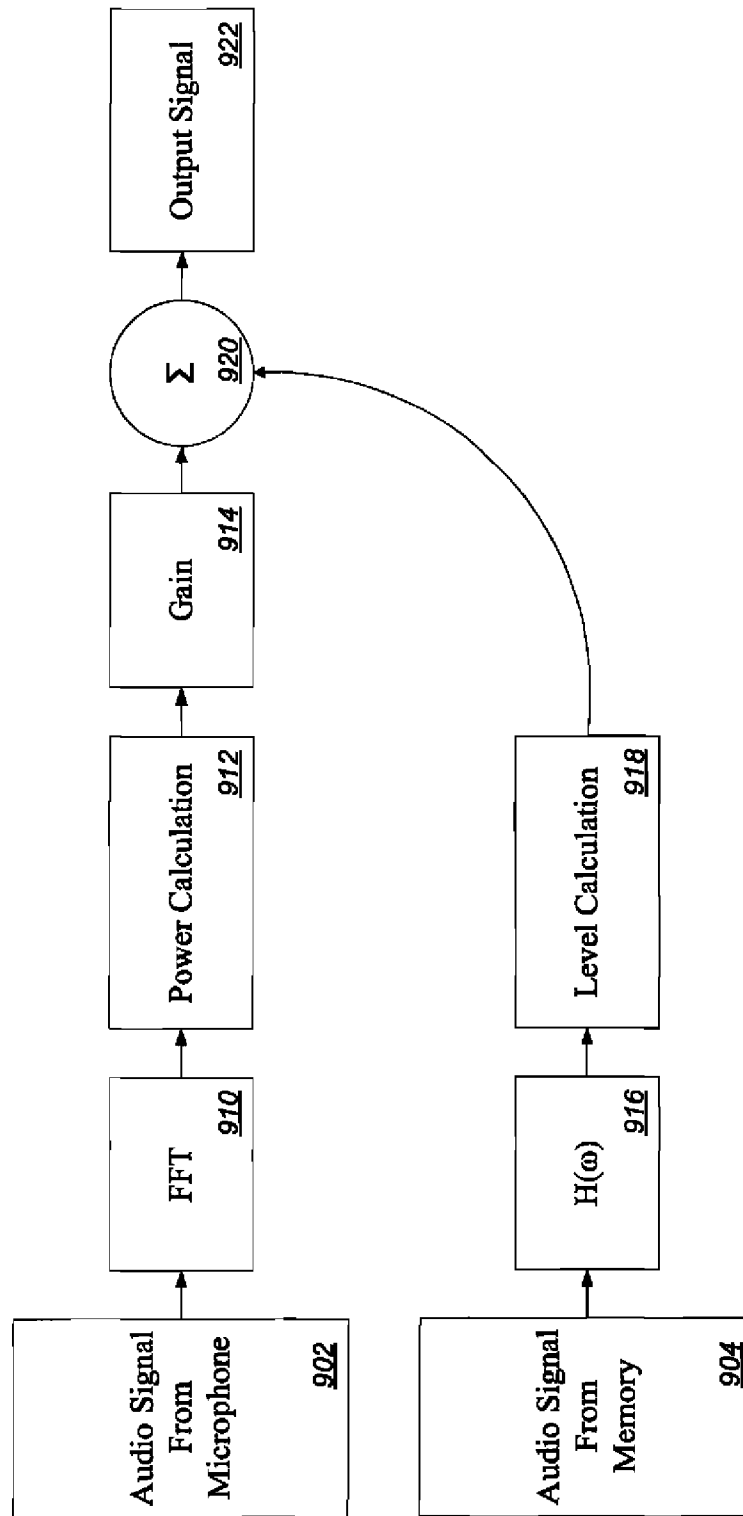 Audio Signal
From
Microphone
902
FFT
910
Power Calculation
912
Gain
914
Σ
920
Output Signal
922
Audio Signal
From
Memory
904
H(ω)
916
Level Calculation
918